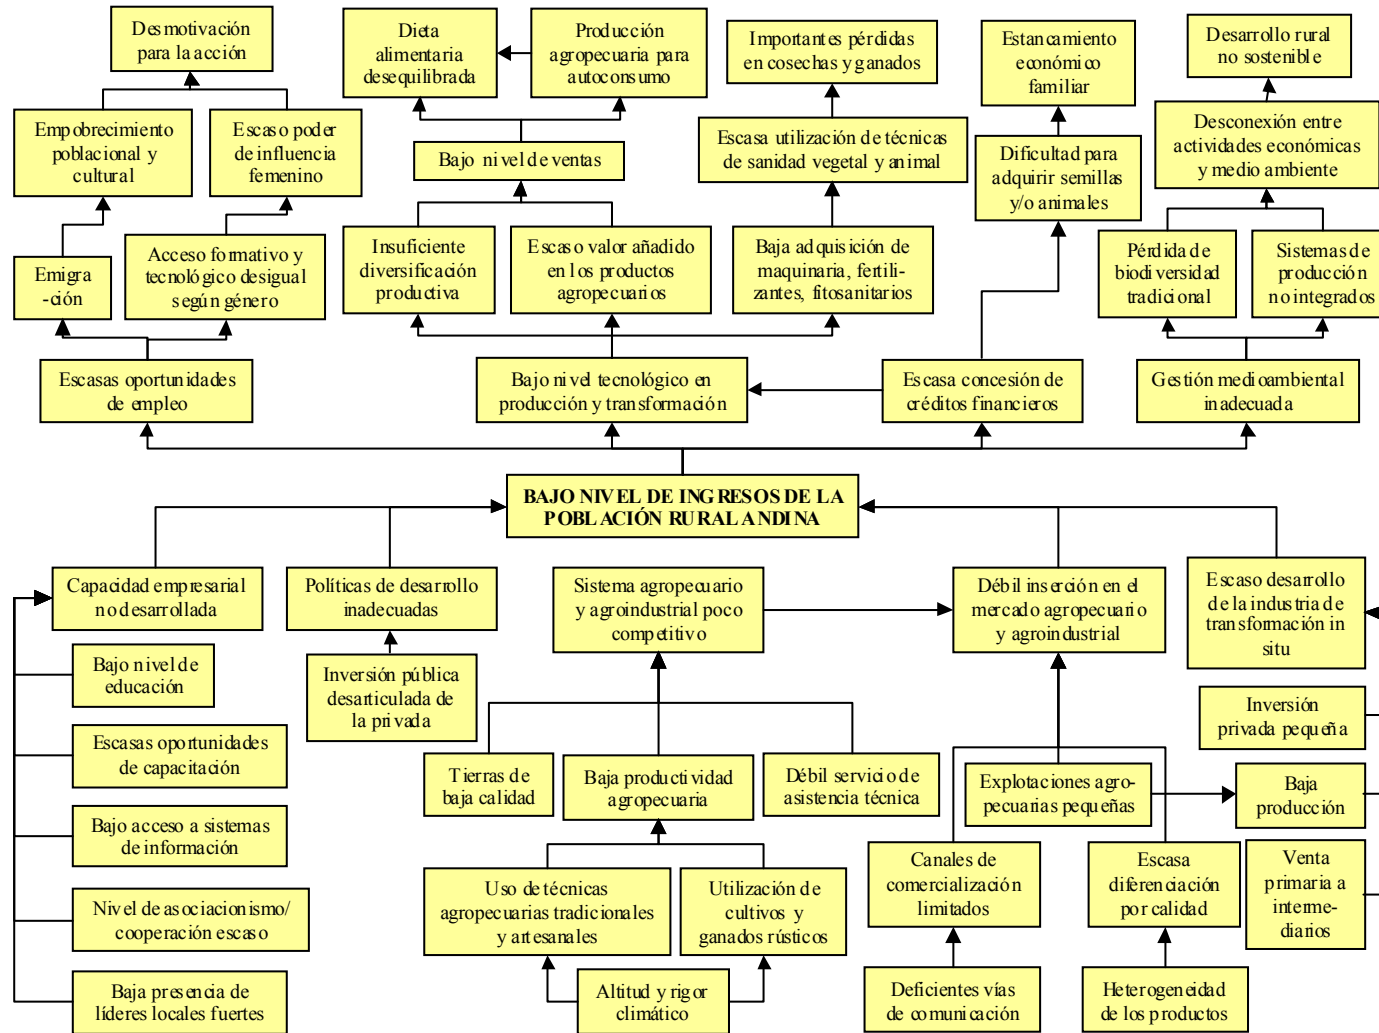 Desmotivación
para la acción
Dieta
alimentaria
desequilibrada
Producción
agropecuaria para
autoconsumo
Importantes pérdidas
en cosechas y ganados
Estancamiento
económico
familiar
Desarrollo rural
no sostenible
Empobrecimiento
poblacional y
cultural
Escaso poder
de influencia
femenino
Bajo nivel de ventas
Escasa utilización de técnicas
de sanidad vegetal y animal
Dificultad para
adquirir semillas
y/o animales
Desconexión entre
actividades económicas
y medio ambiente
Emigra
-ción
Acceso formativo y
tecnológico desigual
según género
Insuficiente
diversificación
productiva
Escaso valor añadido
en los productos
agropecuarios
Baja adquisición de
maquinaria, fertili-
zantes, fitosanitarios
Pérdida de
biodiversidad
tradicional
Sistemas de
producción
no integrados
Escasas oportunidades
de empleo
Bajo nivel tecnológico en
producción y transformación
Escasa concesión de
créditos financieros
Gestión medioambiental
inadecuada
BAJO NIVEL DE INGRESOS DE LA
POBLACIÓN RURAL ANDINA
Capacidad empresarial
no desarrollada
Políticas de desarrollo
inadecuadas
Sistema agropecuario
y agroindustrial poco
competitivo
Débil inserción en el
mercado agropecuario
y agroindustrial
Escaso desarrollo
de la industria de
transformación in
situ
Bajo nivel de
educación
Inversión pública
desarticulada de
la privada
Inversión
privada pequeña
Escasas oportunidades
de capacitación
Tierras de
baja calidad
Baja productividad
agropecuaria
Débil servicio de
asistencia técnica
Explotaciones agro-
pecuarias pequeñas
Baja
producción
Bajo acceso a sistemas
de información
Uso de técnicas
agropecuarias tradicionales
y artesanales
Utilización de
cultivos y
ganados rústicos
Canales de
comercialización
limitados
Escasa
diferenciación
por calidad
Venta
primaria a
interme-
diarios
Nivel de asociacionismo/
cooperación escaso
Baja presencia de
líderes locales fuertes
Altitud y rigor
climático
Deficientes vías
de comunicación
Heterogeneidad
de los productos